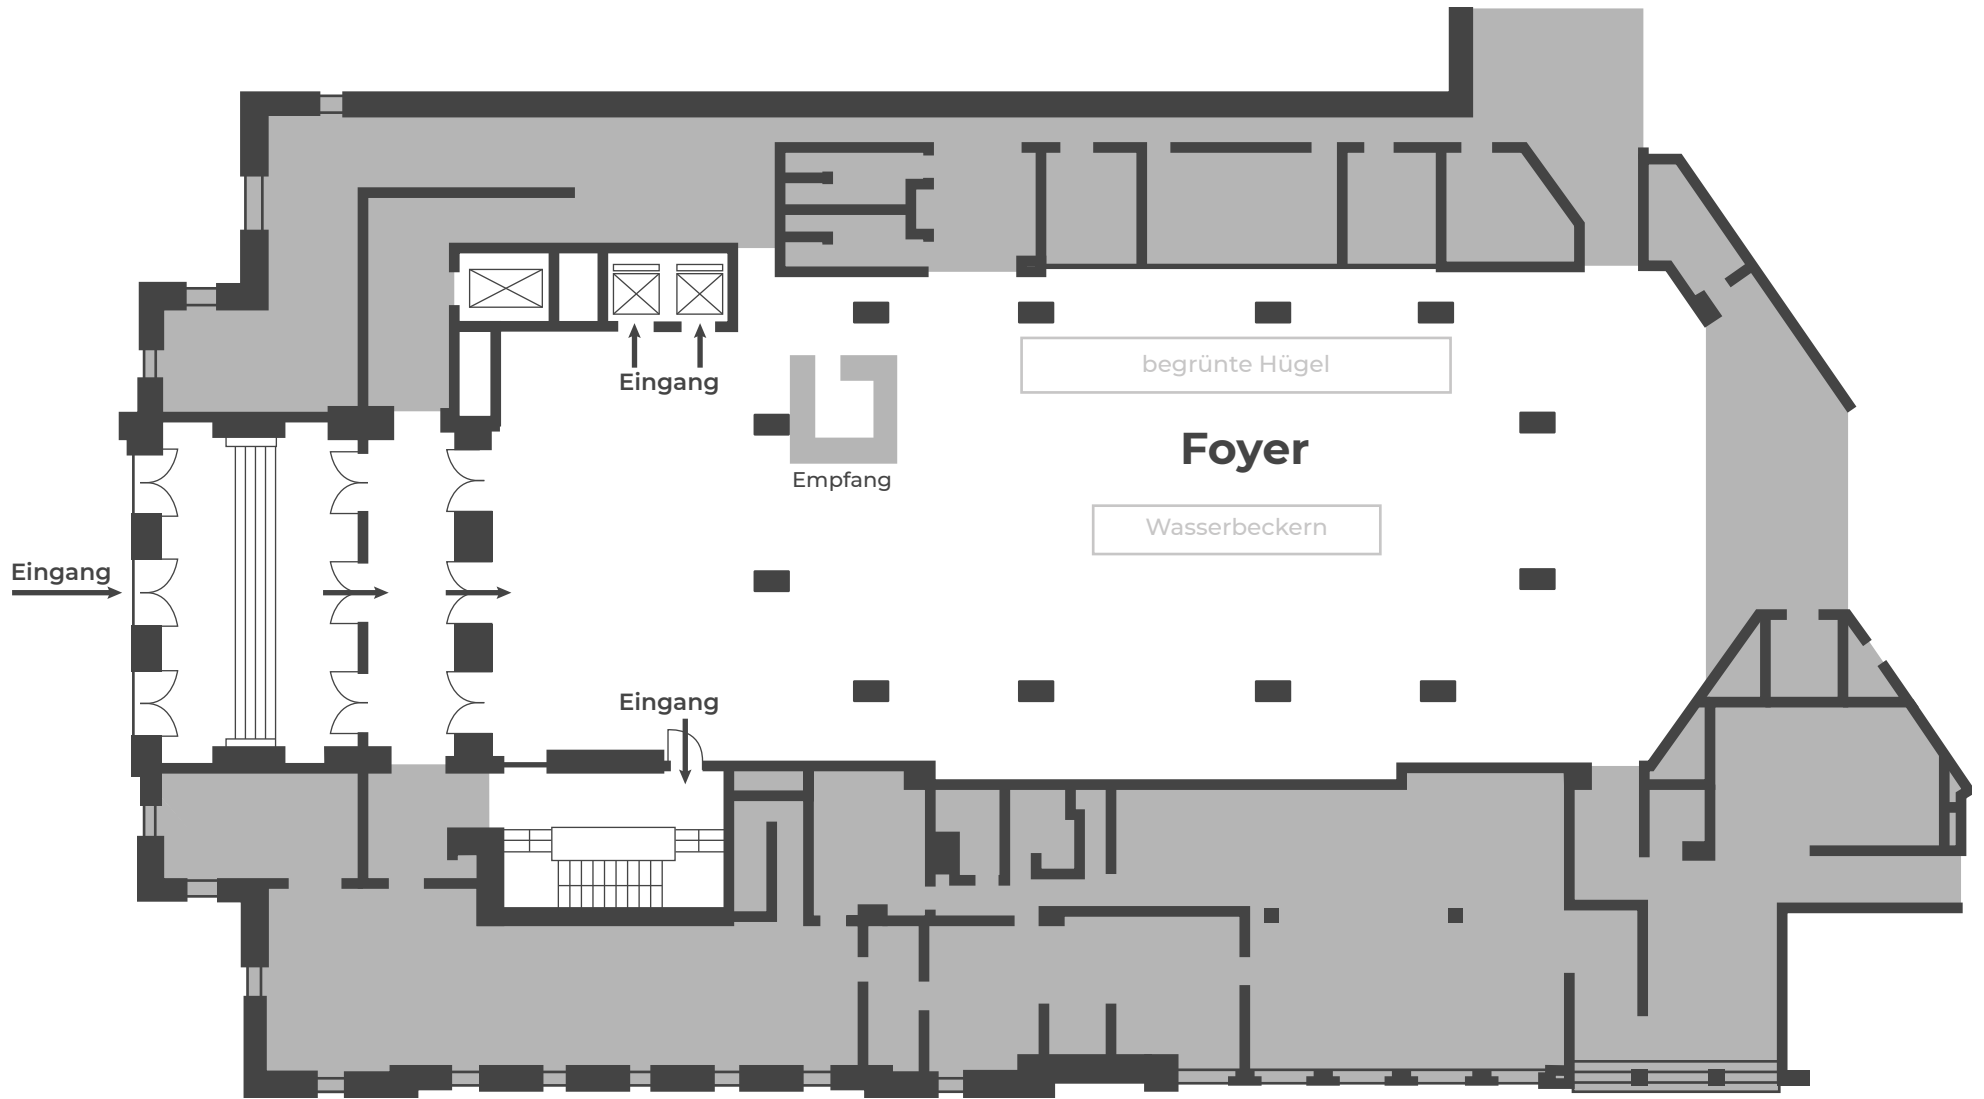 begrünte Hügel
Eingang
Foyer
Empfang
Wasserbeckern
Eingang
Eingang